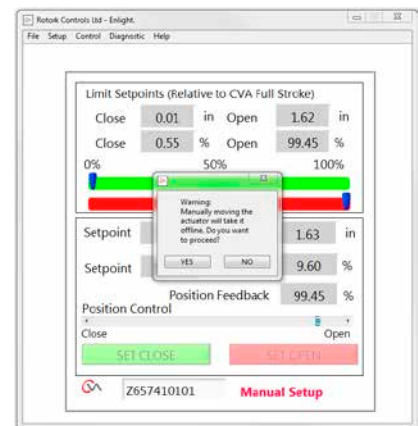 Rotork Controls Ltd - Enlight.
File Setup Control Diagnostic Help
Limit Setpoints (Relative to CVA Full Stroke)
Close 0.01 in Open 1.62 in
Close 0.55 % Open 99.45 %
0% 50% 100%
Warning:
Manually moving the
actuator will take it
offline. Do you want
to proceed?
YES NO
Setpoint 1.63 in
Setpoint 9.60 %
Position Feedback 99.45 %
Position Control
Close Open
SET CLOSE SET OPEN
CVA Z657410101 Manual Setup